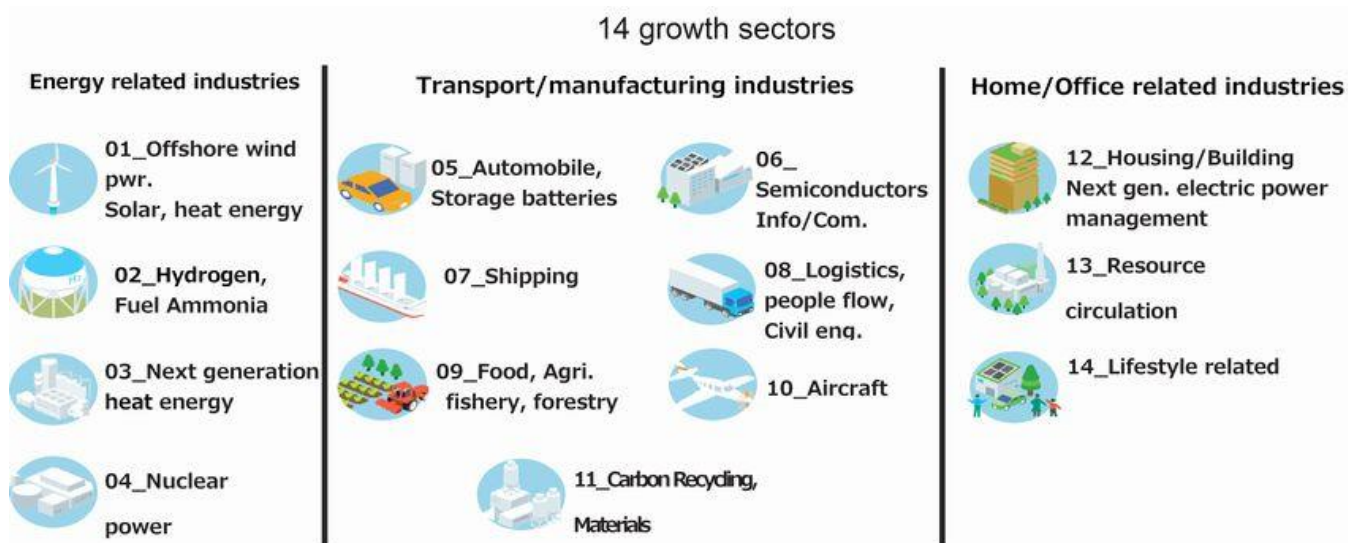 14 growth sectors
Energy related industries
01_Offshore wind
pwr.
Solar, heat energy
02_Hydrogen,
Fuel Ammonia
03_Next generation
heat energy
04_Nuclear
power
Transport/manufacturing industries
05_Automobile,
Storage batteries
06_
Semiconductors
Info/Com.
07_Shipping
08_Logistics,
people flow,
Civil eng.
09_Food, Agri.
fishery, forestry
10_Aircraft
11_Carbon Recycling,
Materials
Home/Office related industries
12_Housing/Building
Next gen. electric power
management
13_Resource
circulation
14_Lifestyle related